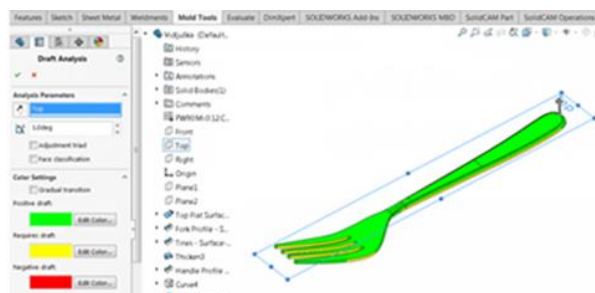 Features Sketch Sheet Metal Weldments Mold Tools Evaluate DimXpert SOLIDWORKS Add-Ins SOLIDWORKS MBD SolidCAM Part SolidCAM Operations
Draft Analysis
Analysis Parameters
Top
Adjustment triad
Face classification
Color Settings
Gradual transition
Positive draft:
Edit Color...
Requires draft:
Edit Color...
Negative draft:
Edit Color...
(Default...
History
Sensors
Annotations
Solid Bodies(1)
Comments
Front
Top
Right
Origin
Plane1
Plane2
Top Flat Surfac...
Fork Profile - S...
Tines - Surface-...
Thicken3
Handle Profile ...
Curve4